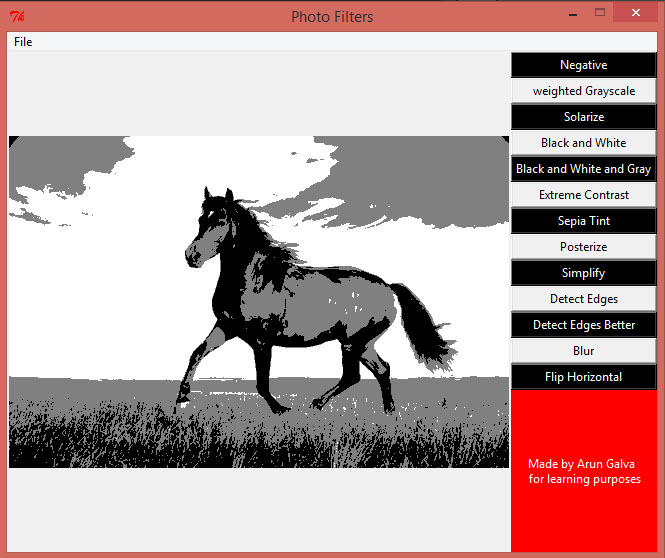 Photo Filters
File
Negative
weighted Grayscale
Solarize
Black and White
Black and White and Gray
Extreme Contrast
Sepia Tint
Posterize
Simplify
Detect Edges
Detect Edges Better
Blur
Flip Horizontal
Made by Arun Galva
for learning purposes